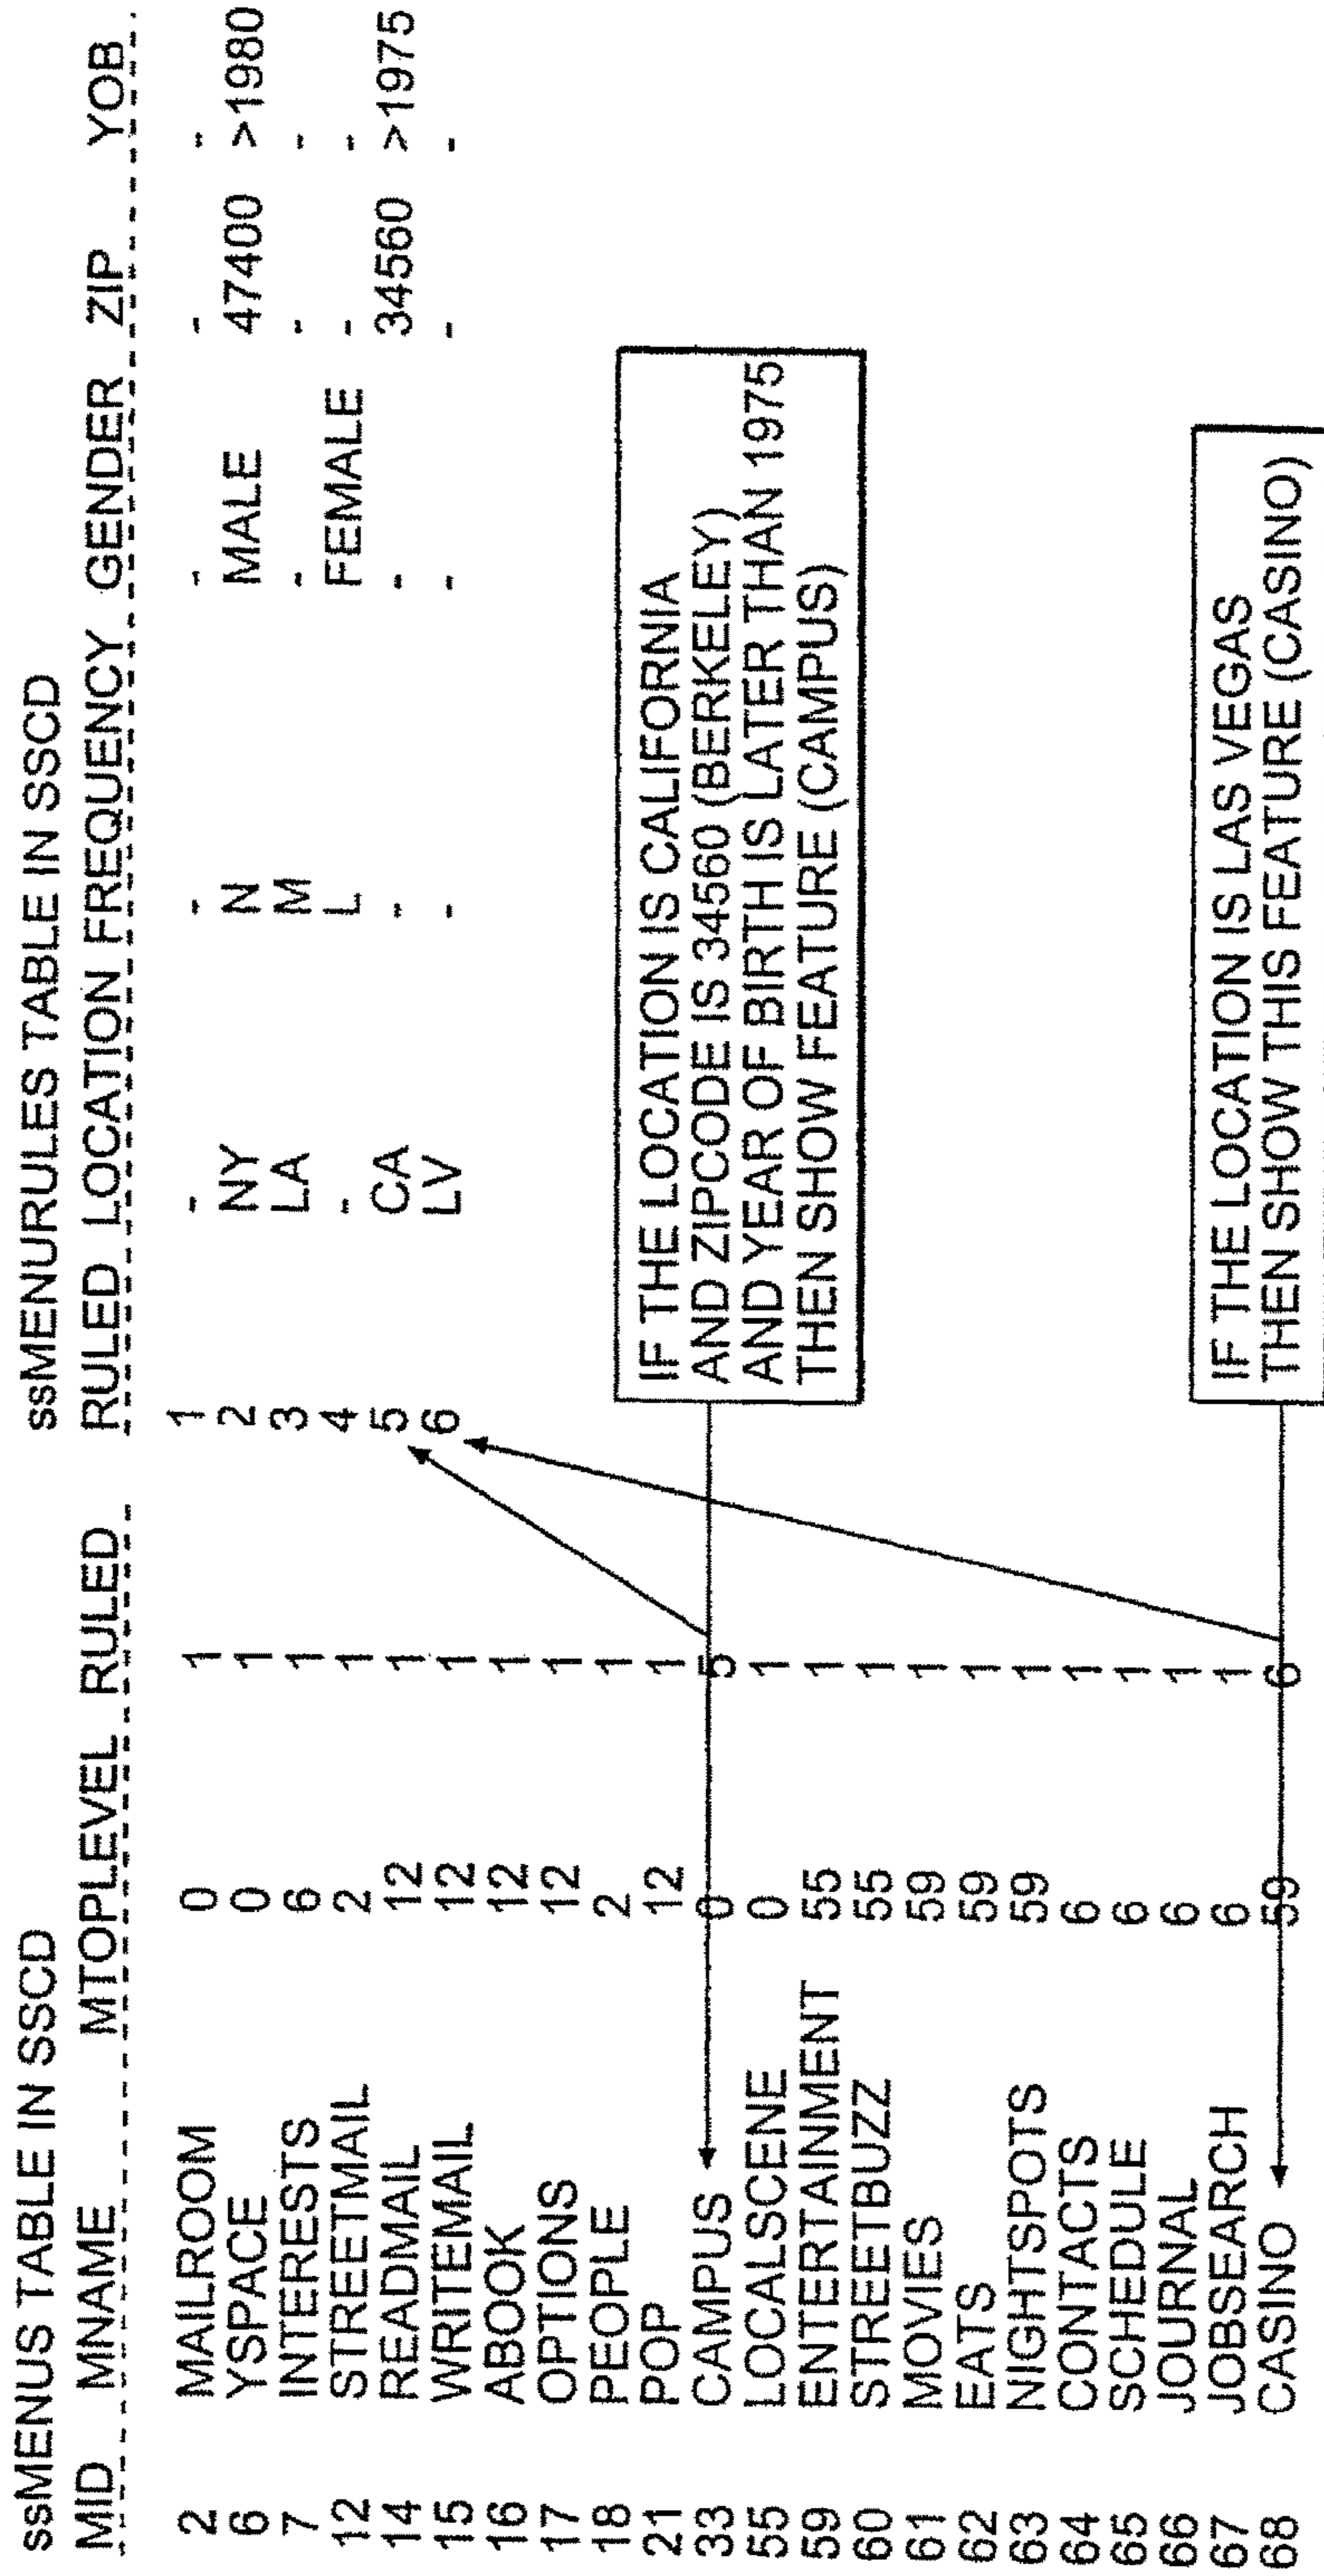 ssMENUS TABLE IN SSCD
MID MNAME MTOPLEVEL RULED
2 MAILROOM 0 1
6 YSPACE 0 1
7 INTERESTS 6 1
12 STREETMAIL 2 1
14 READMAIL 12 1
15 WRITEMAIL 12 1
16 ABOOK 12 1
17 OPTIONS 12 1
18 PEOPLE 2 1
21 POP 12 1
33 CAMPUS 0 5
55 LOCALSCENE 0 1
59 ENTERTAINMENT 55 1
60 STREETBUZZ 55 1
61 MOVIES 59 1
62 EATS 59 1
63 NIGHTSPOTS 59 1
64 CONTACTS 6 1
65 SCHEDULE 6 1
66 JOURNAL 6 1
67 JOBSEARCH 6 1
68 CASINO 59 6
ssMENURULES TABLE IN SSCD
RULED LOCATION FREQUENCY GENDER ZIP YOB
1 - - - - -
2 NY N MALE 47400 >1980
3 LA M - - -
4 - L FEMALE - -
5 CA - - 34560 >1975
6 LV - - - -
IF THE LOCATION IS CALIFORNIA
AND ZIPCODE IS 34560 (BERKELEY)
AND YEAR OF BIRTH IS LATER THAN 1975
THEN SHOW FEATURE (CAMPUS)
IF THE LOCATION IS LAS VEGAS
THEN SHOW THIS FEATURE (CASINO)